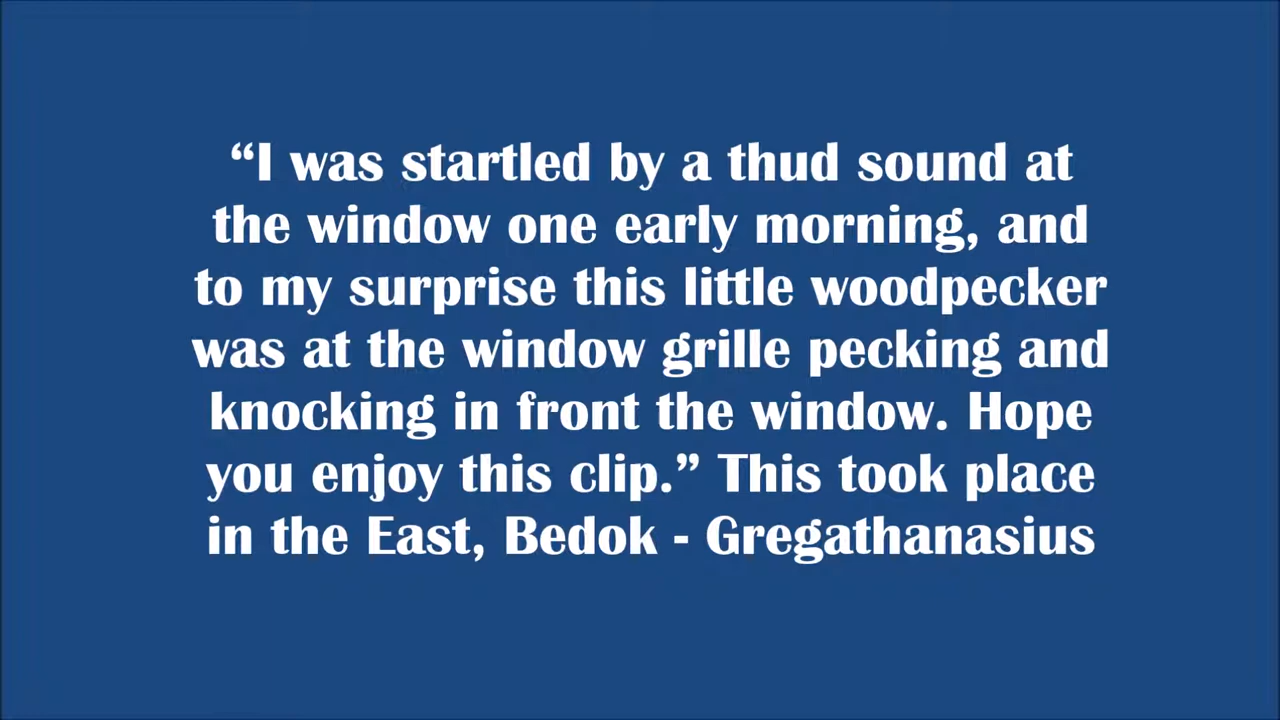 “I was startled by a thud sound at
the window one early morning, and
to my surprise this little woodpecker
was at the window grille pecking and
knocking in front the window. Hope
you enjoy this clip.” This took place
in the East, Bedok - Gregathanasius